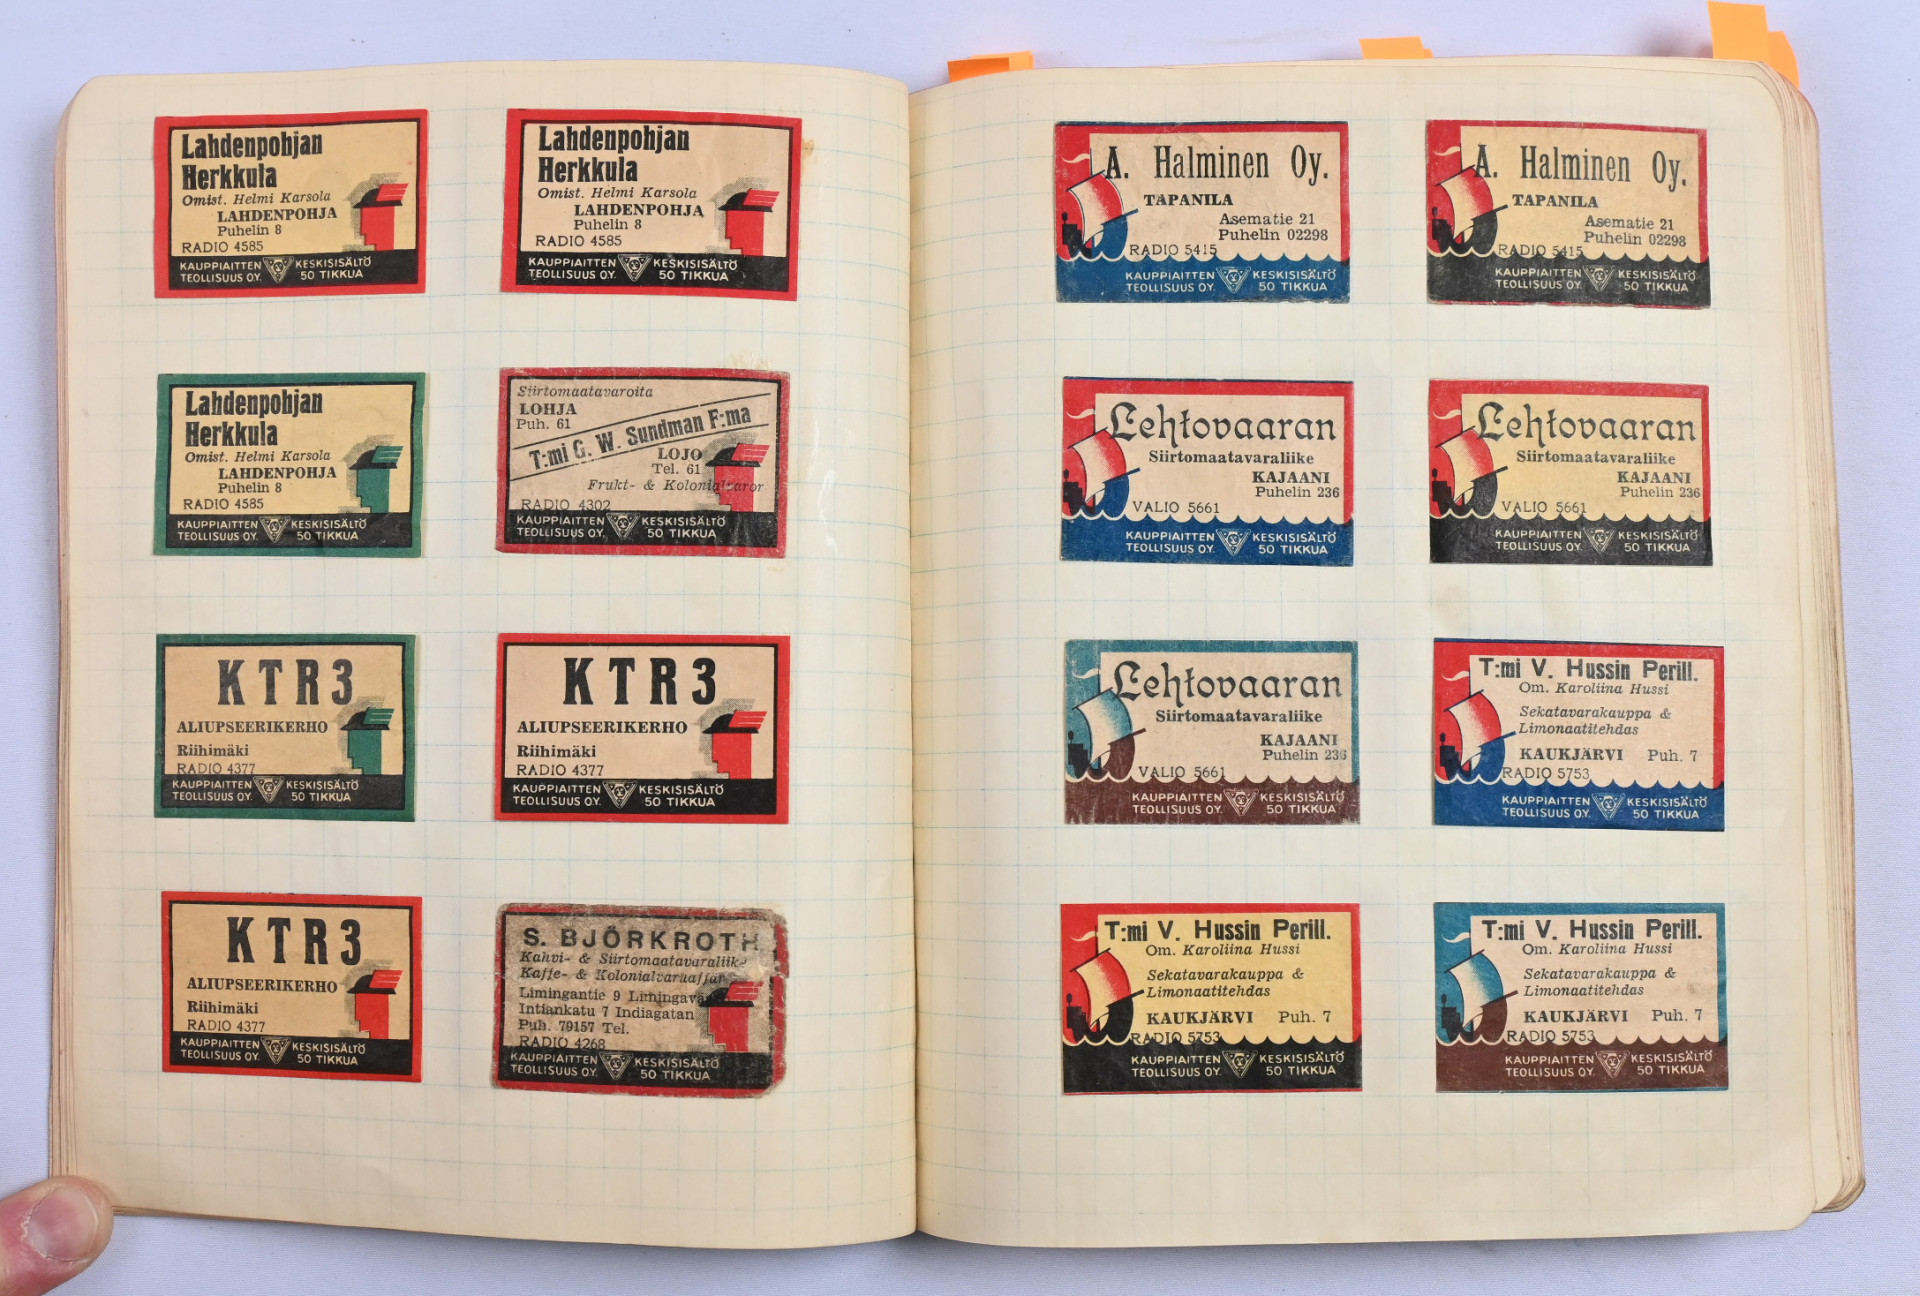 Lahdenpohjan
Herkkula
Omist. Helmi Karsola
LAHDENPOHJA
Puhelin 8
RADIO 4585
KAUPPIAITTEN KESKISISÄLTÖ
TEOLLISUUS OY. 50 TIKKUA
Lahdenpohjan
Herkkula
Omist. Helmi Karsola
LAHDENPOHJA
Puhelin 8
RADIO 4585
KAUPPIAITTEN KESKISISÄLTÖ
TEOLLISUUS OY. 50 TIKKUA
Lahdenpohjan
Herkkula
Omist. Helmi Karsola
LAHDENPOHJA
Puhelin 8
RADIO 4585
KAUPPIAITTEN KESKISISÄLTÖ
TEOLLISUUS OY. 50 TIKKUA
Siirtomaatavaroita
LOHJA
Puh. 61
T:mi G. W. Sundman F:ma
LOJO
Tel. 61
Frukt- & Kolonialvaror
RADIO 4302
KAUPPIAITTEN KESKISISÄLTÖ
TEOLLISUUS OY. 50 TIKKUA
KTR3
ALIUPSEERIKERHO
Riihimäki
RADIO 4377
KAUPPIAITTEN KESKISISÄLTÖ
TEOLLISUUS OY. 50 TIKKUA
KTR3
ALIUPSEERIKERHO
Riihimäki
RADIO 4377
KAUPPIAITTEN KESKISISÄLTÖ
TEOLLISUUS OY. 50 TIKKUA
KTR3
ALIUPSEERIKERHO
Riihimäki
RADIO 4377
KAUPPIAITTEN KESKISISÄLTÖ
TEOLLISUUS OY. 50 TIKKUA
S. BJÖRKROTH
Kahvi- & Siirtomaatavaraliike
Kaffe- & Kolonialvaruaffär
Limingantie 9
Intiankatu 7 Indiagatan
Puh. 79157 Tel.
RADIO 4268
KAUPPIAITTEN KESKISISÄLTÖ
TEOLLISUUS OY. 50 TIKKUA
A. Halminen Oy.
TAPANILA
Asematie 21
Puhelin 02298
RADIO 5415
KAUPPIAITTEN KESKISISÄLTÖ
TEOLLISUUS OY. 50 TIKKUA
A. Halminen Oy.
TAPANILA
Asematie 21
Puhelin 02298
RADIO 5415
KAUPPIAITTEN KESKISISÄLTÖ
TEOLLISUUS OY. 50 TIKKUA
Lehtovaaran
Siirtomaatavaraliike
KAJAANI
Puhelin 236
VALIO 5661
KAUPPIAITTEN KESKISISÄLTÖ
TEOLLISUUS OY. 50 TIKKUA
Lehtovaaran
Siirtomaatavaraliike
KAJAANI
Puhelin 236
VALIO 5661
KAUPPIAITTEN KESKISISÄLTÖ
TEOLLISUUS OY. 50 TIKKUA
Lehtovaaran
Siirtomaatavaraliike
KAJAANI
Puhelin 236
VALIO 5661
KAUPPIAITTEN KESKISISÄLTÖ
TEOLLISUUS OY. 50 TIKKUA
T:mi V. Hussin Perill.
Om. Karoliina Hussi
Sekatavarakauppa &
Limonaatitehdas
KAUKJÄRVI Puh. 7
RADIO 5753
KAUPPIAITTEN KESKISISÄLTÖ
TEOLLISUUS OY. 50 TIKKUA
T:mi V. Hussin Perill.
Om. Karoliina Hussi
Sekatavarakauppa &
Limonaatitehdas
KAUKJÄRVI Puh. 7
RADIO 5753
KAUPPIAITTEN KESKISISÄLTÖ
TEOLLISUUS OY. 50 TIKKUA
T:mi V. Hussin Perill.
Om. Karoliina Hussi
Sekatavarakauppa &
Limonaatitehdas
KAUKJÄRVI Puh. 7
RADIO 5753
KAUPPIAITTEN KESKISISÄLTÖ
TEOLLISUUS OY. 50 TIKKUA